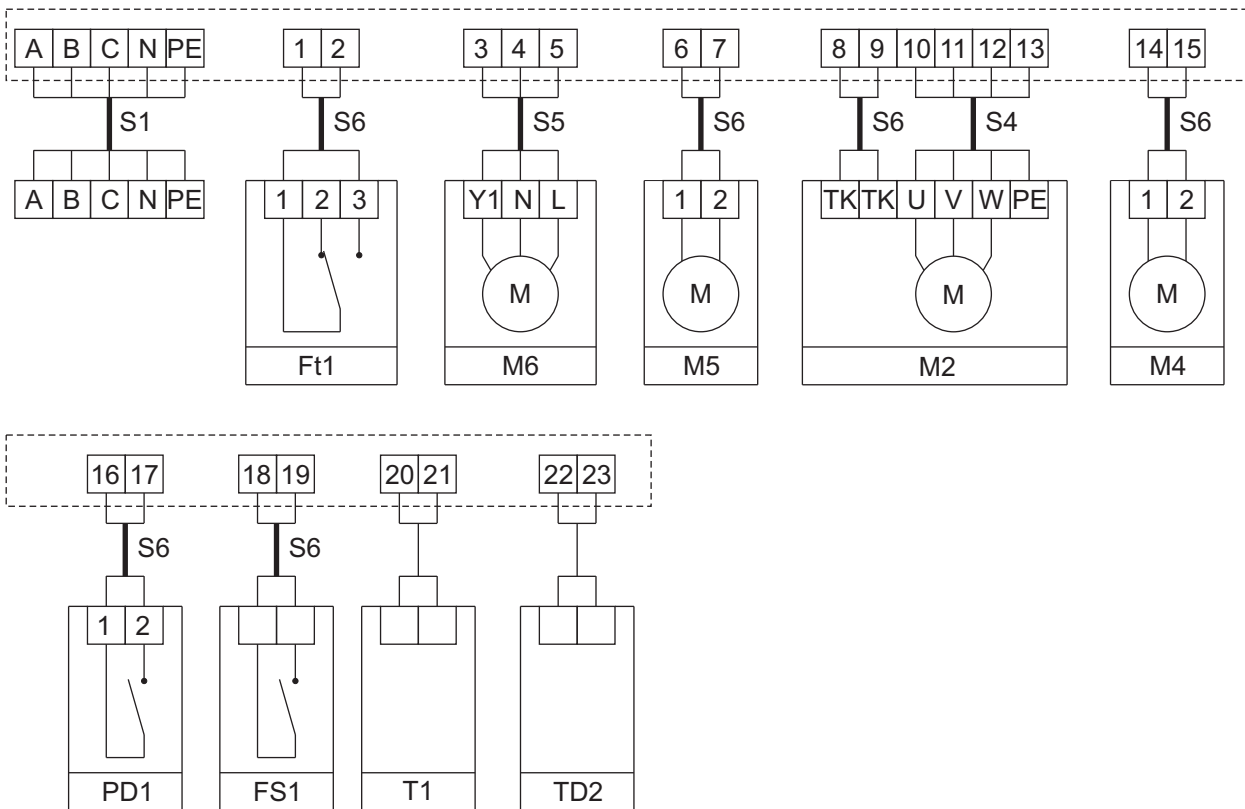 A B C N PE 1 2 3 4 5 6 7 8 9 10 11 12 13 14 15
S1 S6 S5 S6 S6 S4 S6
A B C N PE 1 2 3 Y1 N L 1 2 TK TK U V W PE 1 2
M M M M
Ft1 M6 M5 M2 M4
16 17 18 19 20 21 22 23
S6 S6
1 2
PD1 FS1 T1 TD2